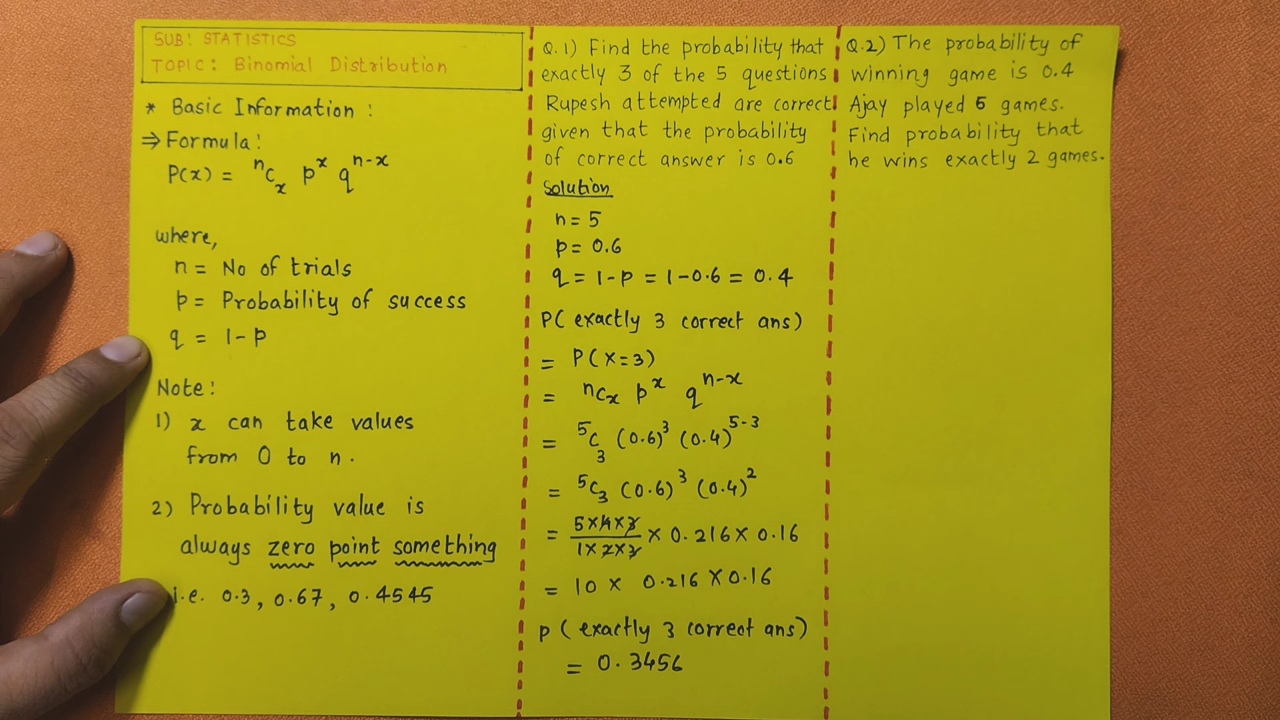 SUB: STATISTICS
TOPIC: Binomial Distribution
* Basic Information :
⇒ Formula:
P(x) = ⁿCₓ pˣ qⁿ⁻ˣ
where,
n = No of trials
p = Probability of success
q = 1-p
Note:
1) x can take values
from 0 to n.
2) Probability value is
always zero point something
i.e. 0.3, 0.67, 0.4545
Q.1) Find the probability that
exactly 3 of the 5 questions
Rupesh attempted are correct
given that the probability
of correct answer is 0.6
Solution
n = 5
p = 0.6
q = 1-p = 1-0.6 = 0.4
P( exactly 3 correct ans)
= P(X=3)
= ⁿCₓ pˣ qⁿ⁻ˣ
= ⁵C₃ (0.6)³ (0.4)⁵⁻³
= ⁵C₃ (0.6)³ (0.4)²
= 5×4×3/1×2×3 × 0.216 × 0.16
= 10 × 0.216 × 0.16
p ( exactly 3 correct ans)
= 0.3456
Q.2) The probability of
winning game is 0.4
Ajay played 6 games.
Find probability that
he wins exactly 2 games.